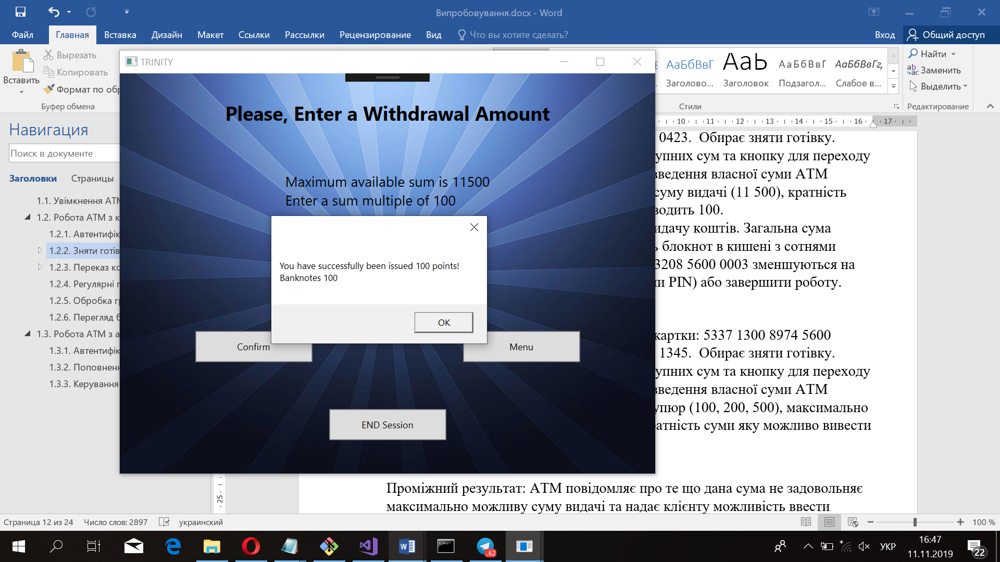 Випробовування.docx - Word
Файл
Главная
Вставка
Дизайн
Макет
Ссылки
Рассылки
Рецензирование
Вид
Что вы хотите сделать?
Вход
Общий доступ
Вставить
Вырезать
Копировать
Формат по обр
Буфер обмена
АаБбВвГ
Заголово...
АаЬ
Заголовок
АаБбВвГ
Подзагол...
АаБбВвГг,
Слабое в...
Стили
Найти
Заменить
Выделить
Редактирование
Навигация
Поиск в документе
Заголовки
Страницы
1.1. Увімкнення АТМ
1.2. Робота АТМ з к
1.2.1. Автентифік
1.2.2. Зняти готів
1.2.3. Переказ ко
1.2.4. Регулярні п
1.2.5. Обробка г
1.2.6. Перегляд б
1.3. Робота АТМ з а
1.3.1. Автентифік
1.3.2. Поповненн
1.3.3. Керування
TRINITY
Please, Enter a Withdrawal Amount
Maximum available sum is 11500
Enter a sum multiple of 100
You have successfully been issued 100 points!
Banknotes 100
OK
Confirm
Menu
END Session
10 11 12 13 14 15 16 17
0423. Обирає зняти готівку.
упних сум та кнопку для переходу
введення власної суми АТМ
суму видачі (11 500), кратність
водить 100.
идачу коштів. Загальна сума
ь блокнот в кишені з сотнями
3208 5600 0003 зменшуються на
и PIN) або завершити роботу.
картки: 5337 1300 8974 5600
1345. Обирає зняти готівку.
упних сум та кнопку для переходу
введення власної суми АТМ
упюр (100, 200, 500), максимально
ратність суми яку можливо вивести
25
Проміжний результат: АТМ повідомляє про те що дана сума не задовольняє
максимально можливу суму видачі та надає клієнту можливість ввести
Страница 12 из 24
Число слов: 2897
украинский
100 %
..62
УКР
16:47
11.11.2019
22